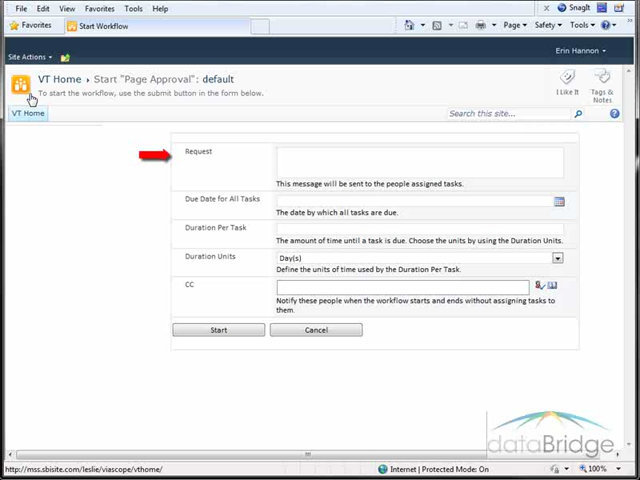 File Edit View Favorites Tools Help SnagIt
Favorites Start Workflow Page Safety Tools
Erin Hannon
Site Actions
VT Home Start "Page Approval": default
To start the workflow, use the submit button in the form below.
I Like It Tags & Notes
VT Home Search this site...
Request
This message will be sent to the people assigned tasks.
Due Date for All Tasks
The date by which all tasks are due.
Duration Per Task
The amount of time until a task is due. Choose the units by using the Duration Units.
Duration Units Day(s)
Define the units of time used by the Duration Per Task.
CC
Notify these people when the workflow starts and ends without assigning tasks to
them.
Start Cancel
dataBridge
http://mss.sbisite.com/leslie/viascope/vthome/ Internet | Protected Mode: On 100%